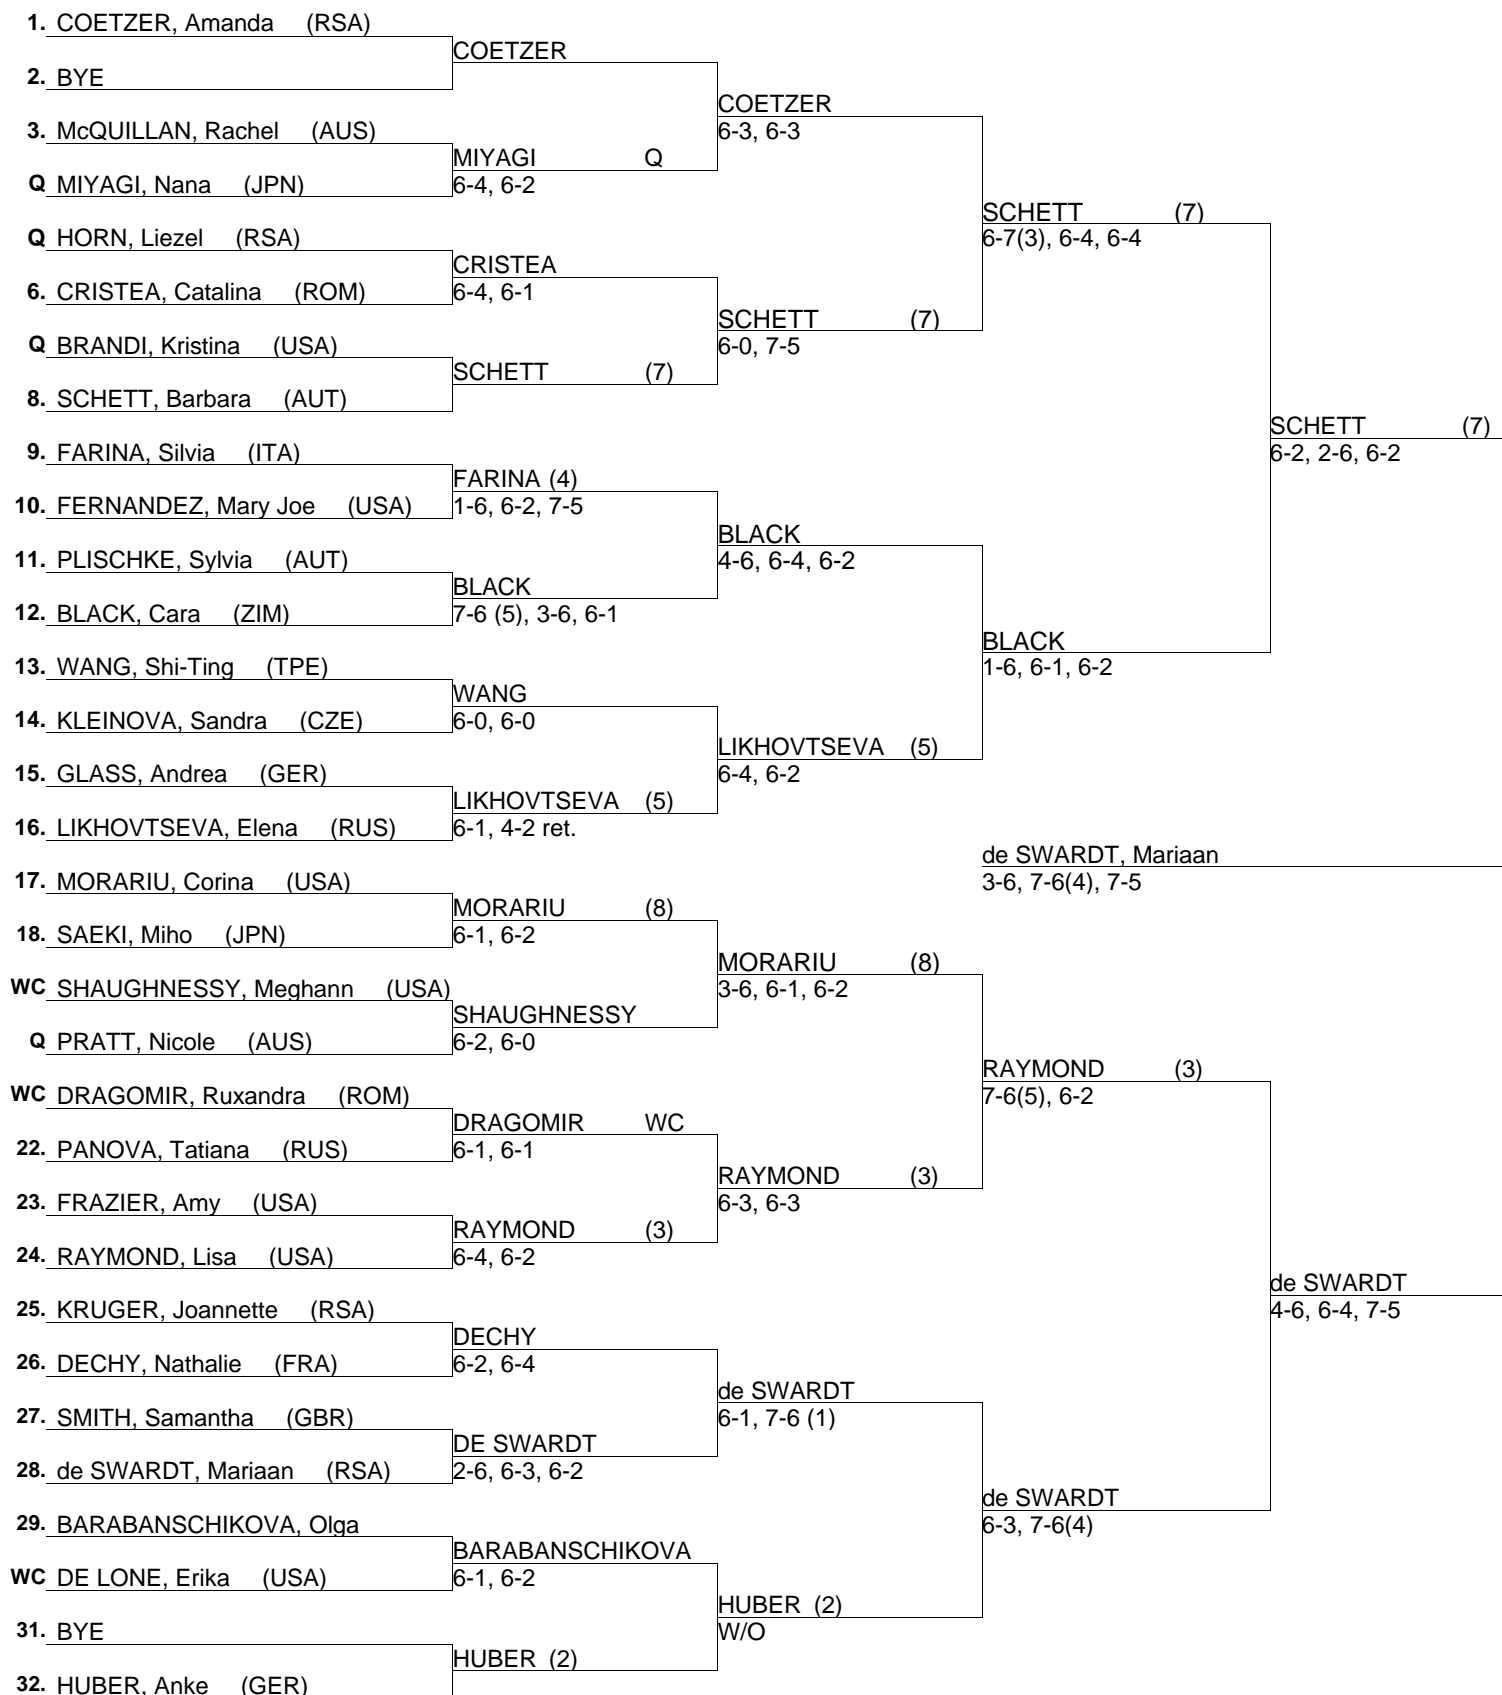 1. COETZER, Amanda (RSA)
COETZER
2. BYE
COETZER
6-3, 6-3
3. McQUILLAN, Rachel (AUS)
MIYAGI Q
6-4, 6-2
Q MIYAGI, Nana (JPN)
SCHETT (7)
6-7(3), 6-4, 6-4
Q HORN, Liezel (RSA)
CRISTEA
6-4, 6-1
6. CRISTEA, Catalina (ROM)
SCHETT (7)
6-0, 7-5
Q BRANDI, Kristina (USA)
SCHETT (7)
8. SCHETT, Barbara (AUT)
SCHETT (7)
6-2, 2-6, 6-2
9. FARINA, Silvia (ITA)
FARINA (4)
1-6, 6-2, 7-5
10. FERNANDEZ, Mary Joe (USA)
BLACK
4-6, 6-4, 6-2
11. PLISCHKE, Sylvia (AUT)
BLACK
7-6 (5), 3-6, 6-1
12. BLACK, Cara (ZIM)
BLACK
1-6, 6-1, 6-2
13. WANG, Shi-Ting (TPE)
WANG
6-0, 6-0
14. KLEINOVA, Sandra (CZE)
LIKHOVTSEVA (5)
6-4, 6-2
15. GLASS, Andrea (GER)
LIKHOVTSEVA (5)
6-1, 4-2 ret.
16. LIKHOVTSEVA, Elena (RUS)
de SWARDT, Mariaan
3-6, 7-6(4), 7-5
17. MORARIU, Corina (USA)
MORARIU (8)
6-1, 6-2
18. SAEKI, Miho (JPN)
MORARIU (8)
3-6, 6-1, 6-2
WC SHAUGHNESSY, Meghann (USA)
SHAUGHNESSY
6-2, 6-0
Q PRATT, Nicole (AUS)
RAYMOND (3)
7-6(5), 6-2
WC DRAGOMIR, Ruxandra (ROM)
DRAGOMIR WC
6-1, 6-1
22. PANOVA, Tatiana (RUS)
RAYMOND (3)
6-3, 6-3
23. FRAZIER, Amy (USA)
RAYMOND (3)
6-4, 6-2
24. RAYMOND, Lisa (USA)
de SWARDT
4-6, 6-4, 7-5
25. KRUGER, Joannette (RSA)
DECHY
6-2, 6-4
26. DECHY, Nathalie (FRA)
de SWARDT
6-1, 7-6 (1)
27. SMITH, Samantha (GBR)
DE SWARDT
2-6, 6-3, 6-2
28. de SWARDT, Mariaan (RSA)
de SWARDT
6-3, 7-6(4)
29. BARABANSCHIKOVA, Olga
BARABANSCHIKOVA
6-1, 6-2
WC DE LONE, Erika (USA)
HUBER (2)
W/O
31. BYE
HUBER (2)
32. HUBER, Anke (GER)